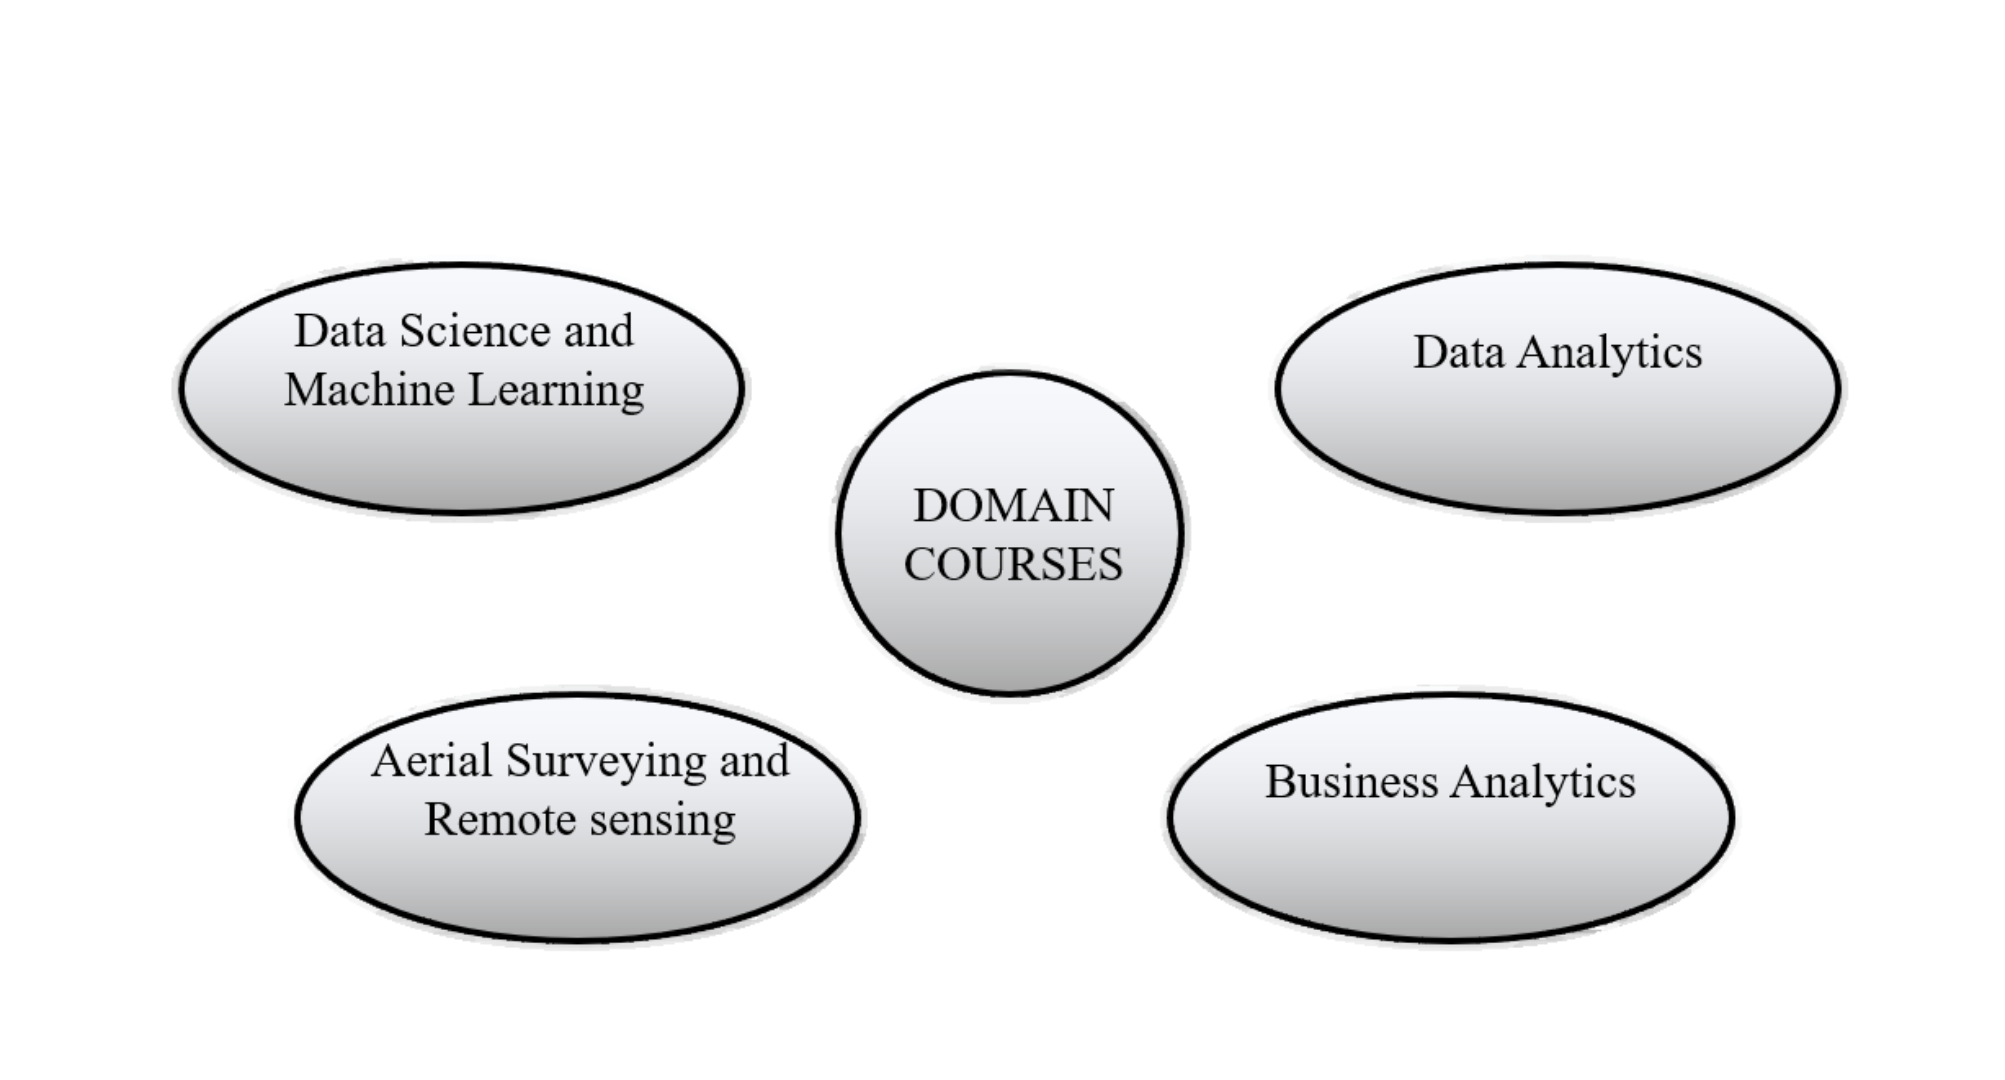 Data Science and
Machine Learning
Data Analytics
DOMAIN
COURSES
Aerial Surveying and
Remote sensing
Business Analytics